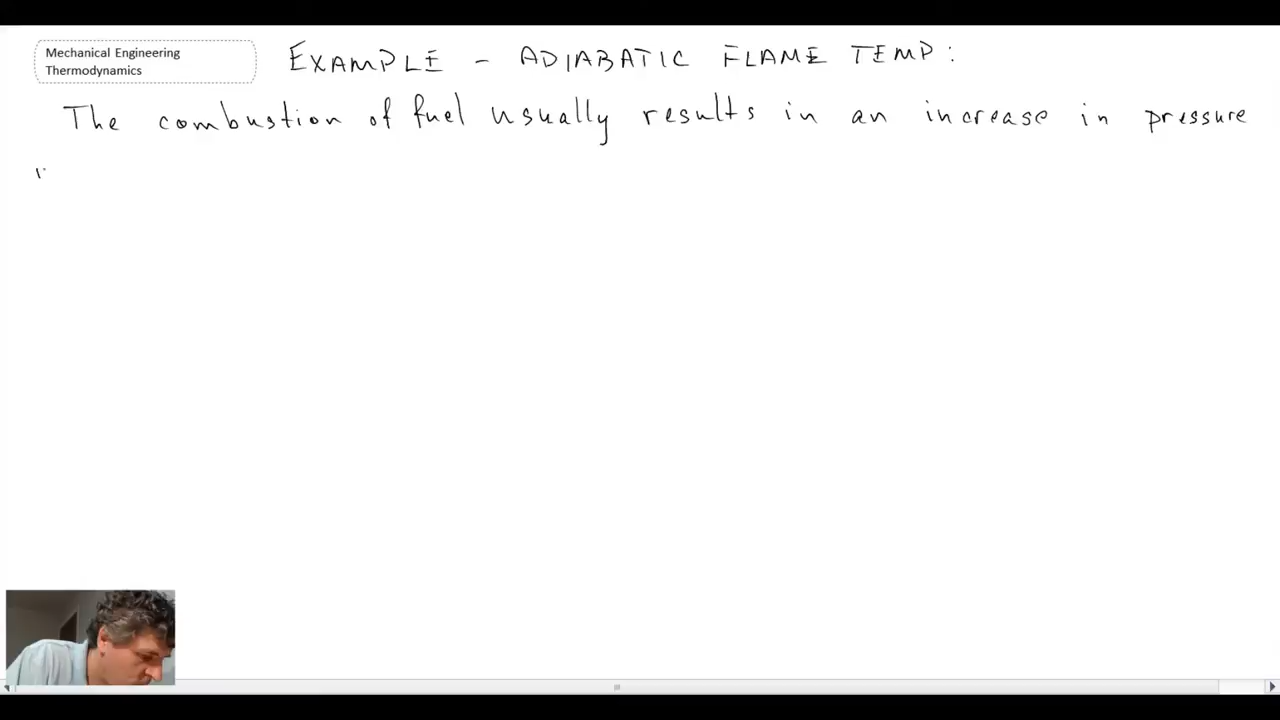 Mechanical Engineering
Thermodynamics
EXAMPLE - ADIABATIC FLAME TEMP:
The combustion of fuel usually results in an increase in pressure